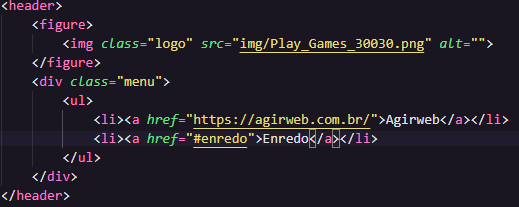 <header>
    <figure>
        <img class="logo" src="img/Play_Games_30030.png" alt="">
    </figure>
    <div class="menu">
        <ul>
            <li><a href="https://agirweb.com.br/">Agirweb</a></li>
            <li><a href="#enredo">Enredo</a></li>
        </ul>
    </div>
</header>